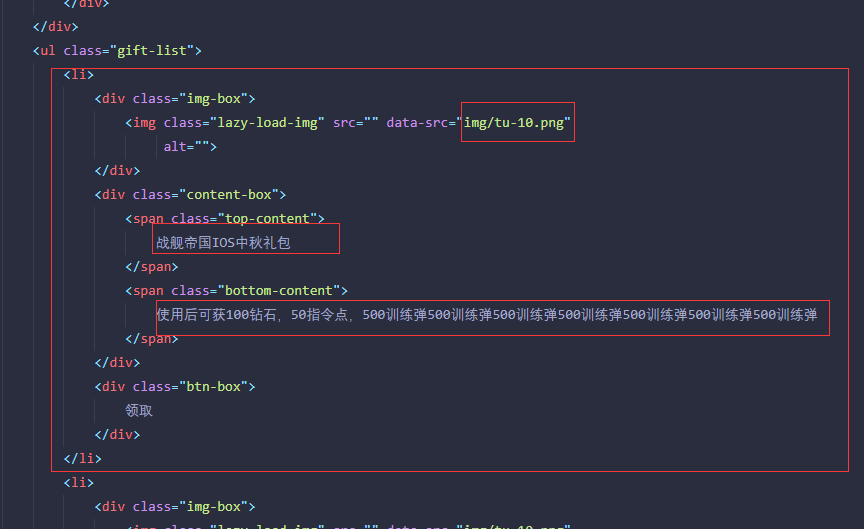 </div>
</div>
<ul class="gift-list">
<li>
<div class="img-box">
<img class="lazy-load-img" src="" data-src="img/tu-10.png"
alt="">
</div>
<div class="content-box">
<span class="top-content">
战舰帝国IOS中秋礼包
</span>
<span class="bottom-content">
使用后可获100钻石, 50指令点, 500训练弹500训练弹500训练弹500训练弹500训练弹500训练弹500训练弹
</span>
</div>
<div class="btn-box">
领取
</div>
</li>
<li>
<div class="img-box">
<img class="lazy-load-img" src="" data-src="img/tu-10.png"